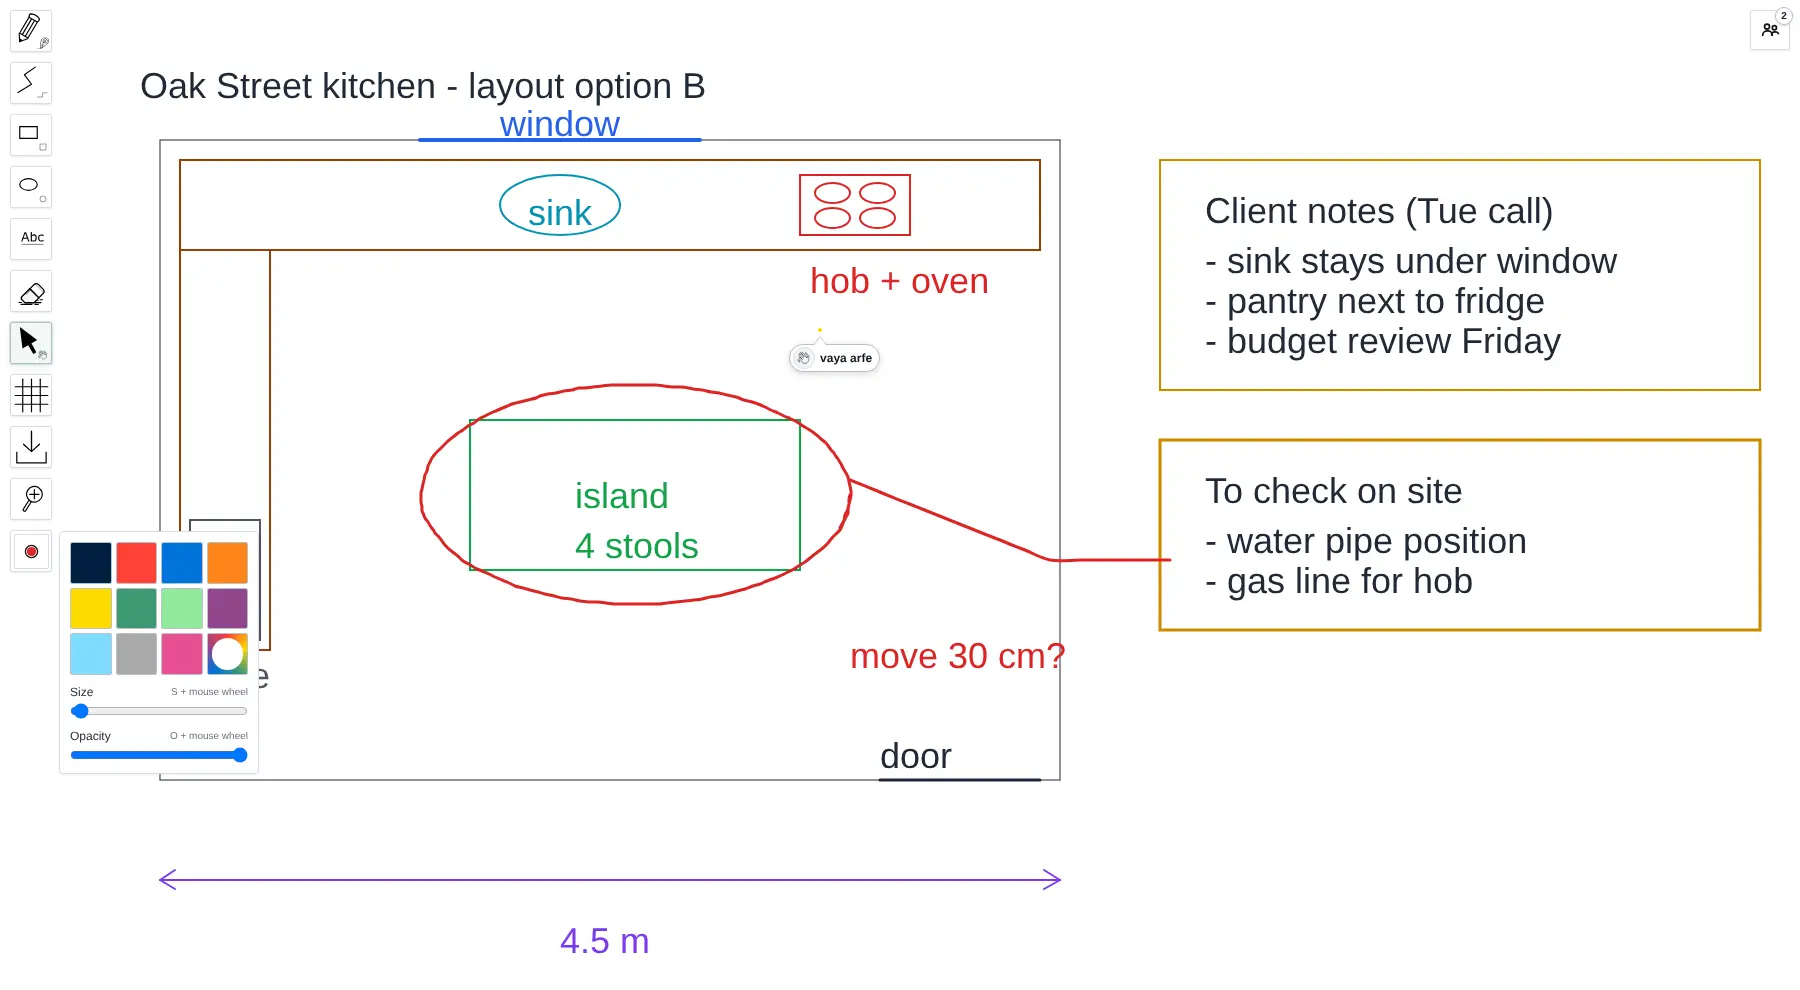 2
Abc
Oak Street kitchen - layout option B
window
sink
hob + oven
vaya arfe
island
4 stools
move 30 cm?
door
4.5 m
Client notes (Tue call)
- sink stays under window
- pantry next to fridge
- budget review Friday
To check on site
- water pipe position
- gas line for hob
Size S + mouse wheel
Opacity O + mouse wheel